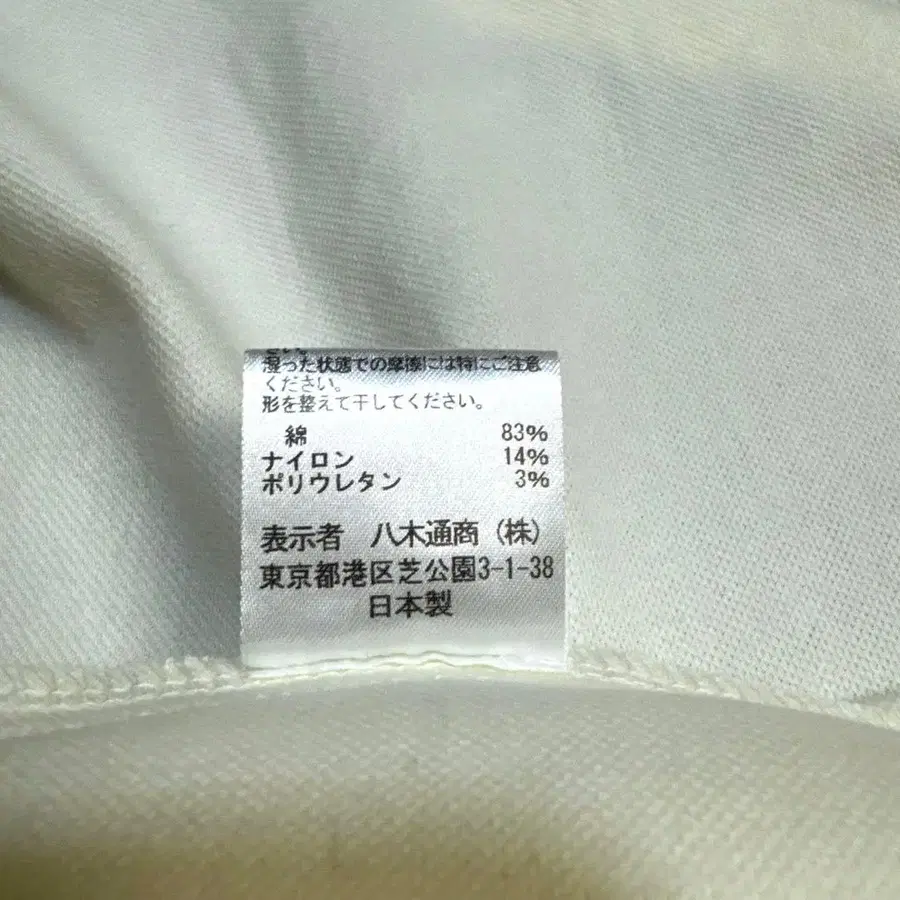 湿った状態での摩擦には特にご注意
ください。
形を整えて干してください。
綿 83%
ナイロン 14%
ポリウレタン 3%
表示者 八木通商(株)
東京都港区芝公園3-1-38
日本製